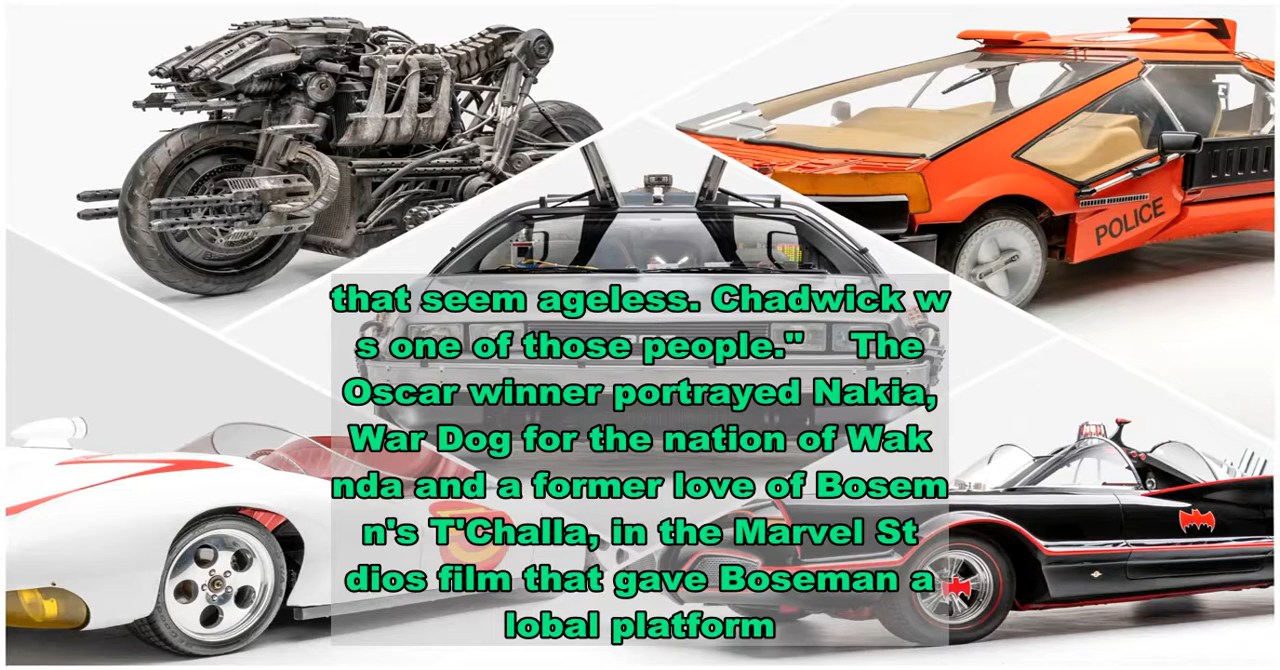 POLICE
that seem ageless. Chadwick w
s one of those people." The
Oscar winner portrayed Nakia,
War Dog for the nation of Wak
nda and a former love of Bosem
n's T'Challa, in the Marvel St
dios film that gave Boseman a
lobal platform